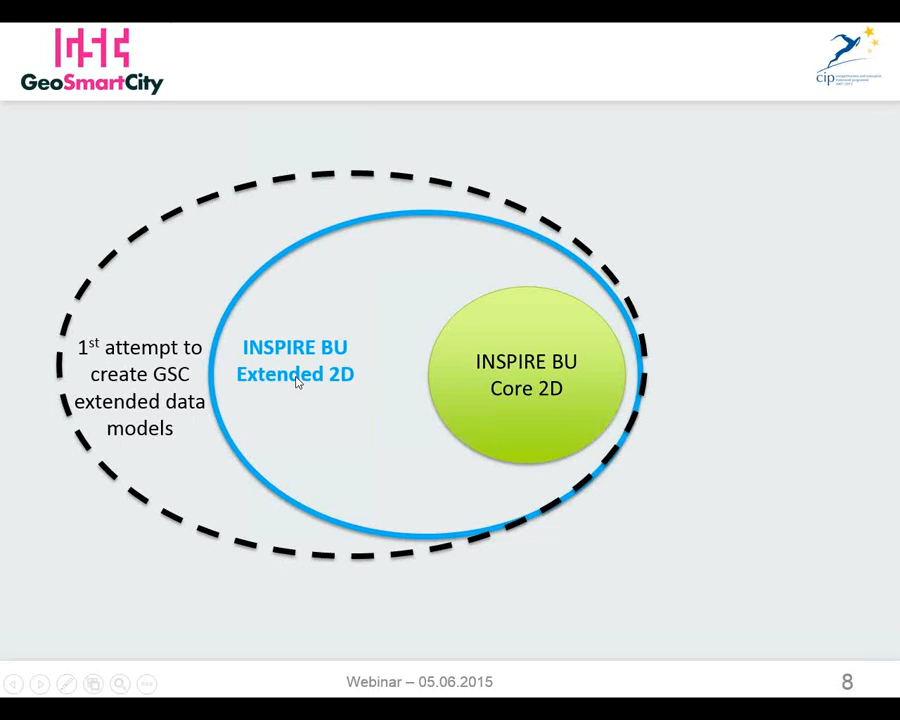 GeoSmartCity
cip
1st attempt to
create GSC
extended data
models
INSPIRE BU
Extended 2D
INSPIRE BU
Core 2D
Webinar – 05.06.2015
8